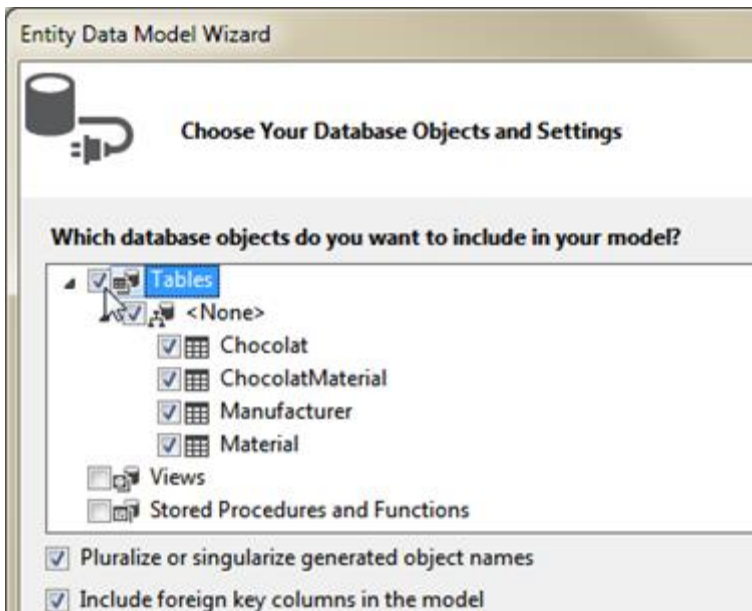 Entity Data Model Wizard
Choose Your Database Objects and Settings
Which database objects do you want to include in your model?
Tables
<None>
Chocolat
ChocolatMaterial
Manufacturer
Material
Views
Stored Procedures and Functions
Pluralize or singularize generated object names
Include foreign key columns in the model